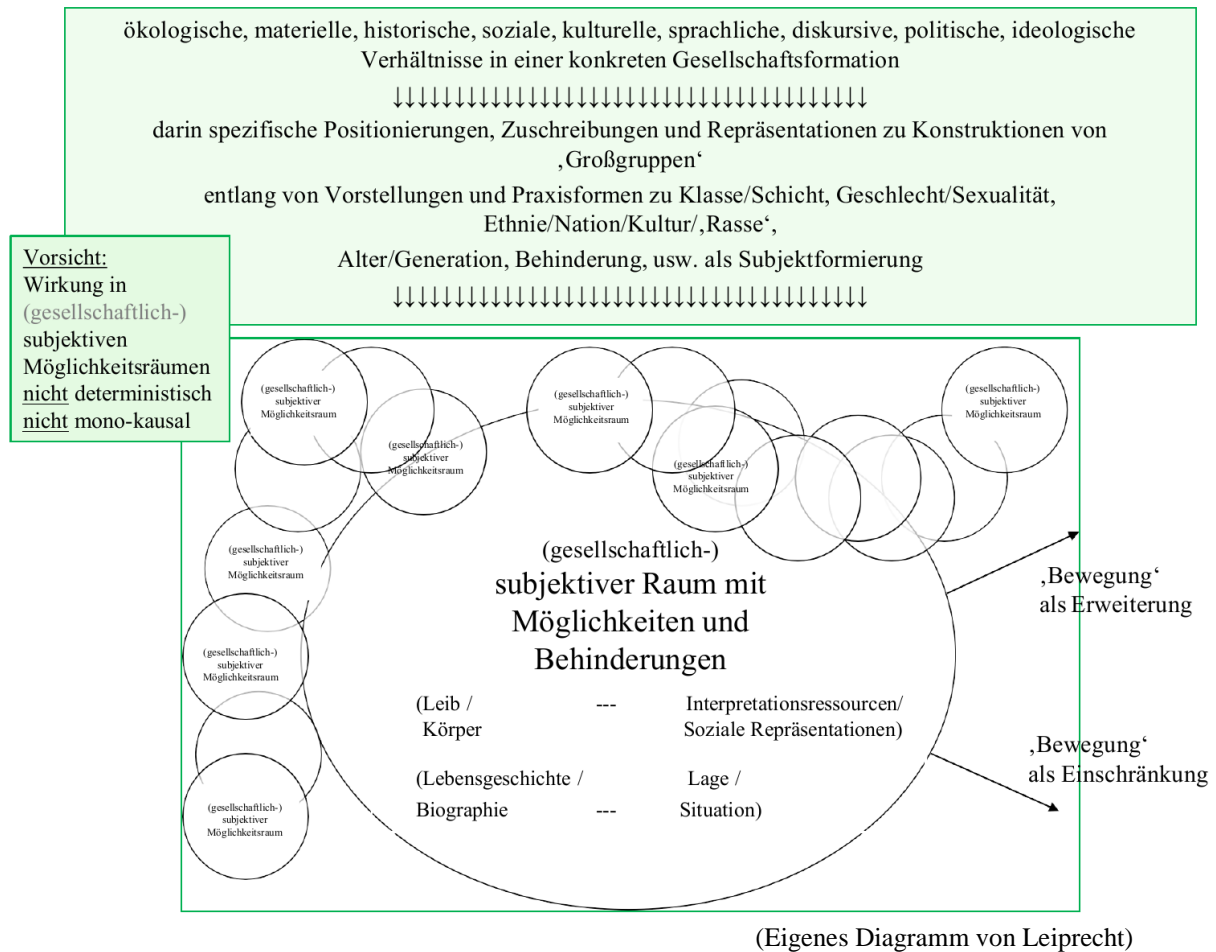 ökologische, materielle, historische, soziale, kulturelle, sprachliche, diskursive, politische, ideologische
Verhältnisse in einer konkreten Gesellschaftsformation
↓↓↓↓↓↓↓↓↓↓↓↓↓↓↓↓↓↓↓↓↓↓↓↓↓↓↓↓↓↓↓↓↓↓↓↓↓↓
darin spezifische Positionierungen, Zuschreibungen und Repräsentationen zu Konstruktionen von
‚Großgruppen‘
entlang von Vorstellungen und Praxisformen zu Klasse/Schicht, Geschlecht/Sexualität,
Ethnie/Nation/Kultur/‚Rasse‘,
Alter/Generation, Behinderung, usw. als Subjektformierung
↓↓↓↓↓↓↓↓↓↓↓↓↓↓↓↓↓↓↓↓↓↓↓↓↓↓↓↓↓↓↓↓↓↓↓↓↓↓
Vorsicht:
Wirkung in
(gesellschaftlich-)
subjektiven
Möglichkeitsräumen
nicht deterministisch
nicht mono-kausal
(gesellschaftlich-)
subjektiver
Möglichkeitsraum
(gesellschaftlich-)
subjektiver
Möglichkeitsraum
(gesellschaftlich-)
subjektiver
Möglichkeitsraum
(gesellschaftlich-)
subjektiver
Möglichkeitsraum
(gesellschaftlich-)
subjektiver
Möglichkeitsraum
(gesellschaftlich-)
subjektiver
Möglichkeitsraum
(gesellschaftlich-)
subjektiver
Möglichkeitsraum
(gesellschaftlich-)
subjektiver
Möglichkeitsraum
(gesellschaftlich-)
subjektiver Raum mit
Möglichkeiten und
Behinderungen
(Leib / --- Interpretationsressourcen/
Körper Soziale Repräsentationen)
(Lebensgeschichte / Lage /
Biographie --- Situation)
‚Bewegung‘
als Erweiterung
‚Bewegung‘
als Einschränkung
(Eigenes Diagramm von Leiprecht)